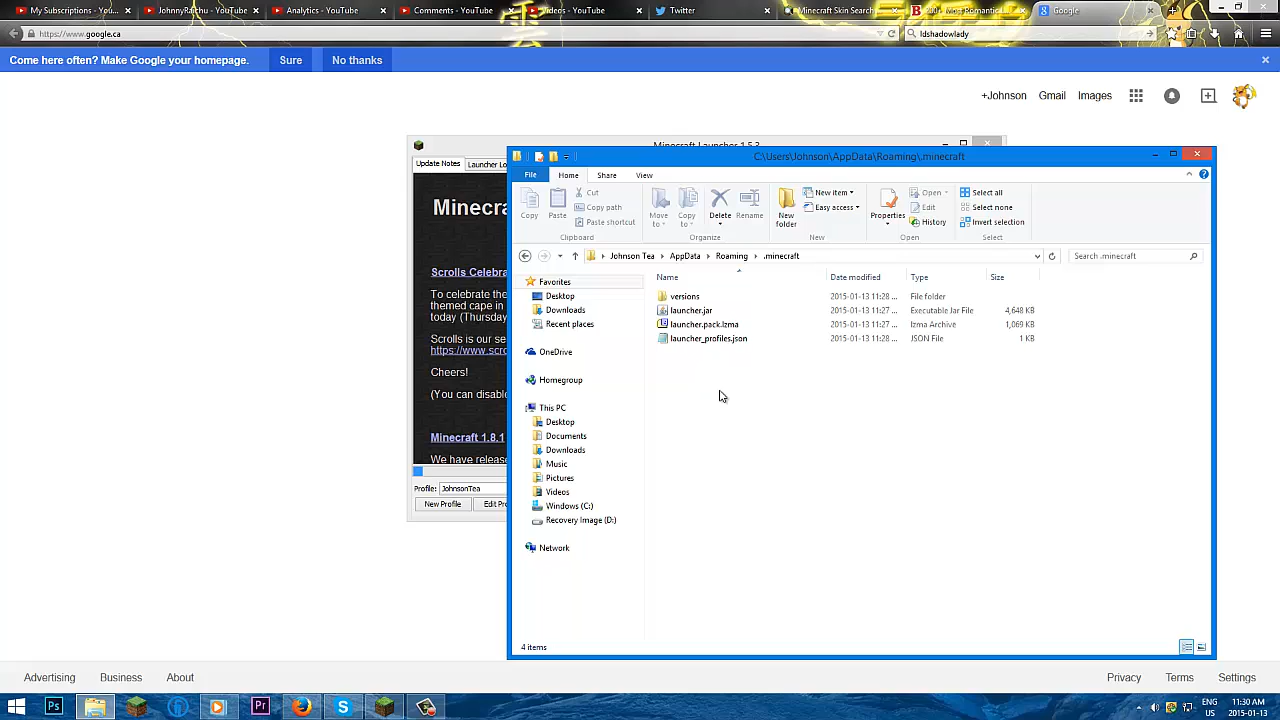 My Subscriptions - You...
JohnnyRaythu - YouTube
Analytics - YouTube
Comments - YouTube
Videos - YouTube
Twitter
Minecraft Skin Search...
Most Romantic
Google
https://www.google.ca
ldshadowlady
Come here often? Make Google your homepage.
Sure
No thanks
+Johnson
Gmail
Images
Minecraft Launcher 1.5.3
Update Notes
Launcher Lo
Minecra
Scrolls Celebra
To celebrate the
themed cape in
today (Thursday
Scrolls is our se
https://www.scro
Cheers!
(You can disable
Minecraft 1.8.1
We have releas
Profile:
JohnsonTea
New Profile
Edit Pr
C:\Users\Johnson\AppData\Roaming\.minecraft
File
Home
Share
View
Copy
Paste
Cut
Copy path
Paste shortcut
Clipboard
Move to
Copy to
Delete
Rename
Organize
New folder
New item
Easy access
New
Properties
Open
Edit
History
Open
Select all
Select none
Invert selection
Select
Johnson Tea
AppData
Roaming
.minecraft
Search .minecraft
Name
Date modified
Type
Size
versions
2015-01-13 11:28 ...
File folder
launcher.jar
2015-01-13 11:27 ...
Executable Jar File
4,648 KB
launcher.pack.lzma
2015-01-13 11:27 ...
lzma Archive
1,069 KB
launcher_profiles.json
2015-01-13 11:28 ...
JSON File
1 KB
Favorites
Desktop
Downloads
Recent places
OneDrive
Homegroup
This PC
Desktop
Documents
Downloads
Music
Pictures
Videos
Windows (C:)
Recovery Image (D:)
Network
4 items
Advertising
Business
About
Privacy
Terms
Settings
Ps
Pr
ENG
US
11:30 AM
2015-01-13